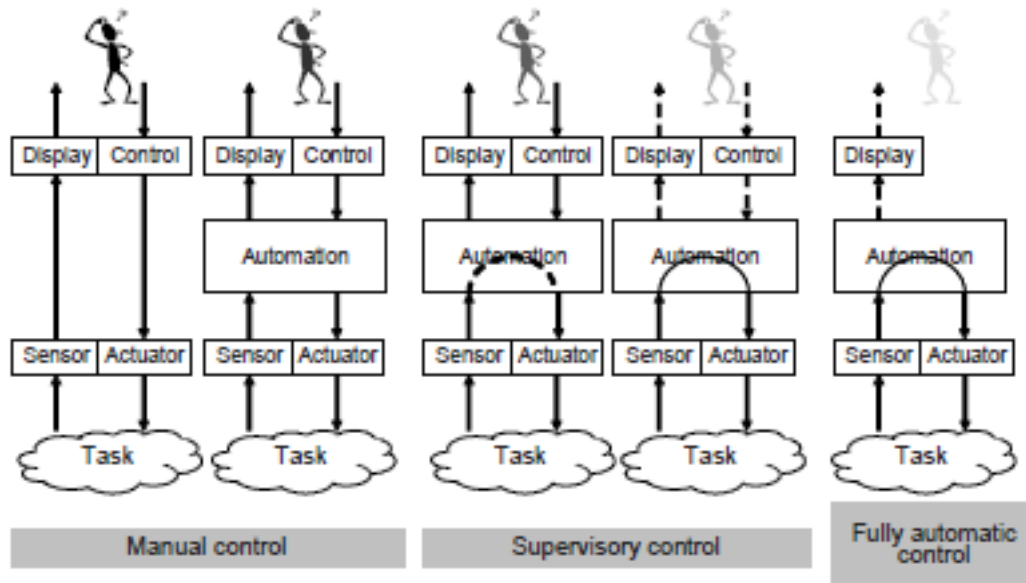 Display Control Display Control Display Control Display Control Display
Automation Automation Automation Automation
Sensor Actuator Sensor Actuator Sensor Actuator Sensor Actuator Sensor Actuator
Task Task Task Task Task
Manual control Supervisory control Fully automatic
control